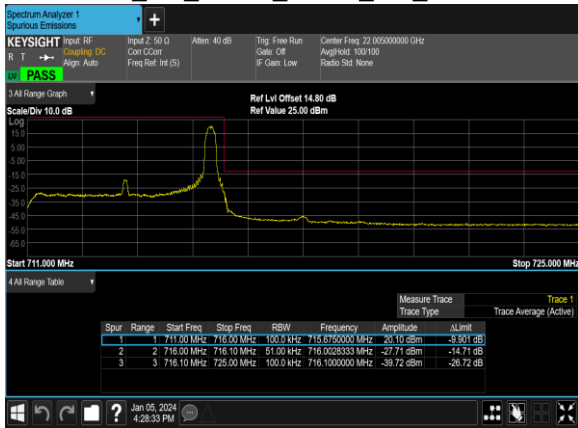 Spectrum Analyzer 1
Spurious Emissions
+
KEYSIGHT Input: RF Input Z: 50 Ω Atten: 40 dB Trig: Free Run Center Freq: 22.005000000 GHz
R T Coupling: DC Corr CCorr Gate: Off Avg|Hold: 100/100
Align: Auto Freq Ref: Int (S) IF Gain: Low Radio Std: None
PASS
3 All Range Graph
Ref Lvl Offset 14.80 dB
Scale/Div 10.0 dB Ref Value 25.00 dBm
Log
15.0
5.00
-5.00
-15.0
-25.0
-35.0
-45.0
-55.0
-65.0
Start 711.000 MHz Stop 725.000 MHz
4 All Range Table
Measure Trace Trace 1
Trace Type Trace Average (Active)
Spur Range Start Freq Stop Freq RBW Frequency Amplitude ΔLimit
1 1 711.00 MHz 716.00 MHz 100.0 kHz 715.6750000 MHz 20.10 dBm -9.901 dB
2 2 716.00 MHz 716.10 MHz 51.00 kHz 716.0028333 MHz -27.71 dBm -14.71 dB
3 3 716.10 MHz 725.00 MHz 100.0 kHz 716.1000000 MHz -39.72 dBm -26.72 dB
?
Jan 05, 2024
4:28:33 PM